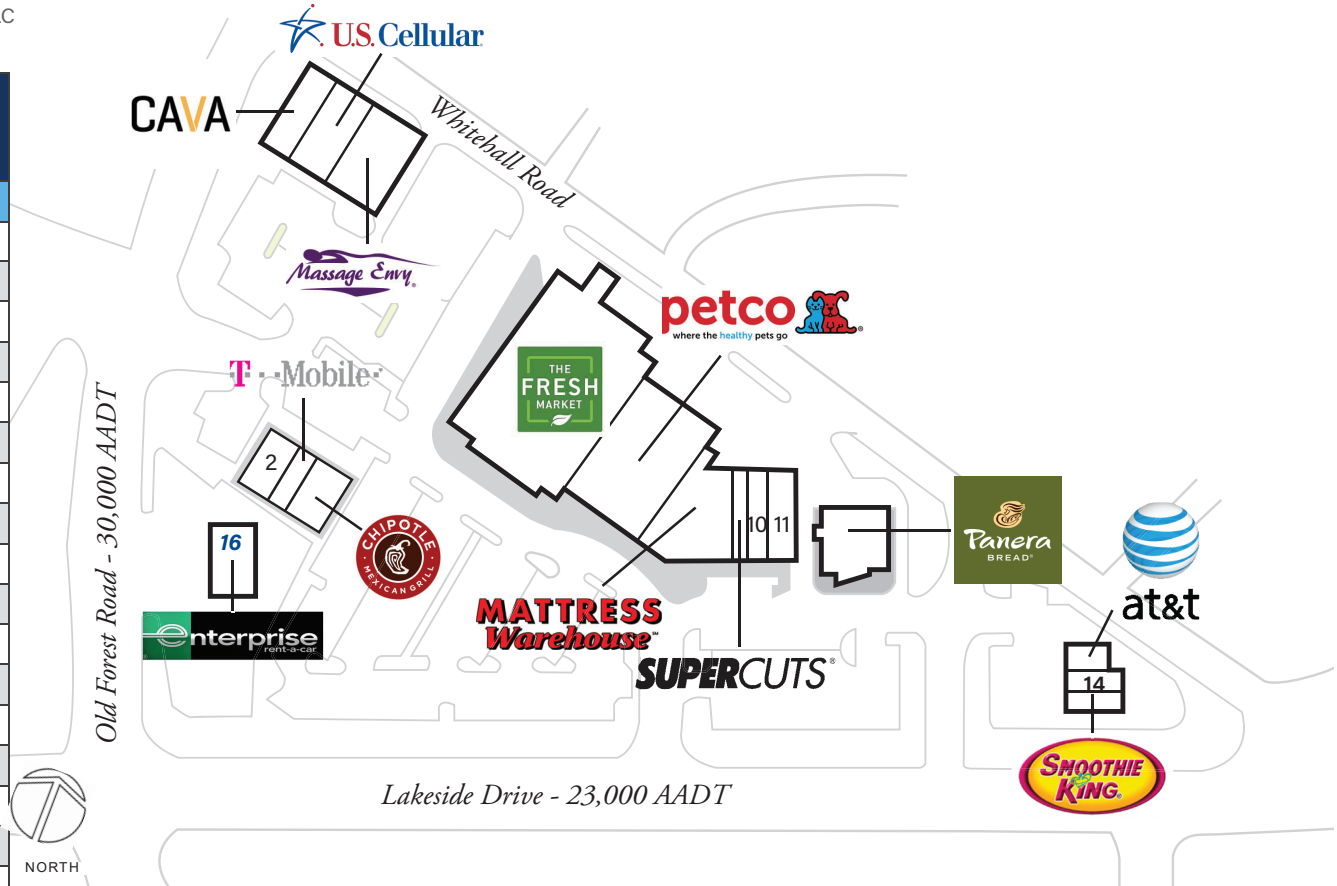 LC
U.S. Cellular
CAVA
Whitehall Road
Massage Envy
petco
where the healthy pets go
T··Mobile·
THE
FRESH
MARKET
2
CHIPOTLE
MEXICAN GRILL
16
enterprise
rent-a-car
Old Forest Road - 30,000 AADT
10
11
Panera
BREAD®
at&t
MATTRESS
Warehouse™
SUPERCUTS®
14
SMOOTHIE
KING®
Lakeside Drive - 23,000 AADT
NORTH